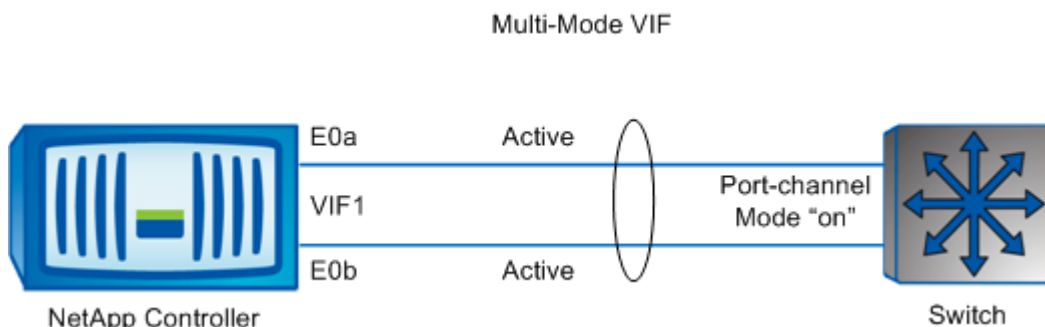 Multi-Mode VIF
E0a
Active
VIF1
Port-channel
Mode "on"
E0b
Active
NetApp Controller
Switch